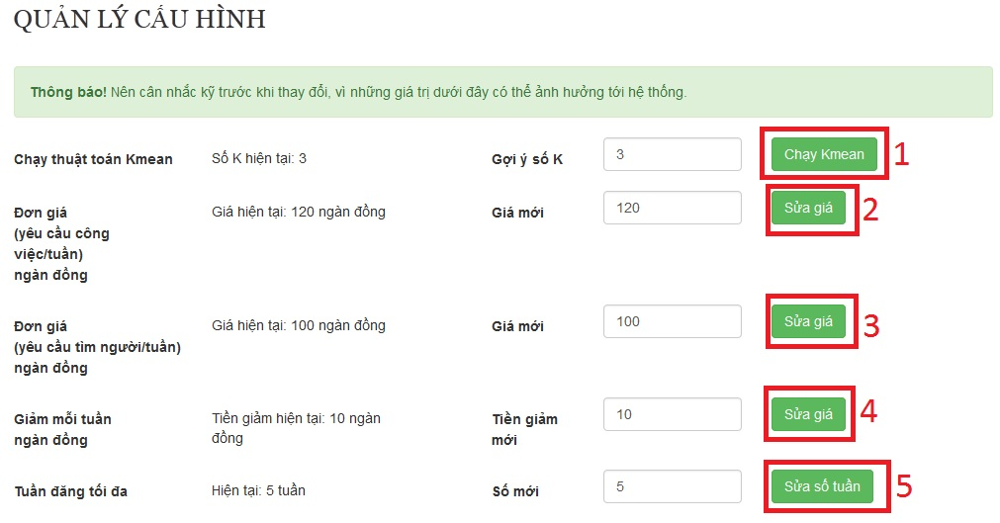 QUẢN LÝ CẤU HÌNH
Thông báo! Nên cân nhắc kỹ trước khi thay đổi, vì những giá trị dưới đây có thể ảnh hưởng tới hệ thống.
Chạy thuật toán Kmean Số K hiện tại: 3 Gợi ý số K 3 Chạy Kmean 1
Đơn giá Giá hiện tại: 120 ngàn đồng Giá mới 120 Sửa giá 2
(yêu cầu công
việc/tuần)
ngàn đồng
Đơn giá Giá hiện tại: 100 ngàn đồng Giá mới 100 Sửa giá 3
(yêu cầu tìm người/tuần)
ngàn đồng
Giảm mỗi tuần Tiền giảm hiện tại: 10 ngàn Tiền giảm 10 Sửa giá 4
ngàn đồng đồng mới
Tuần đăng tối đa Hiện tại: 5 tuần Số mới 5 Sửa số tuần 5